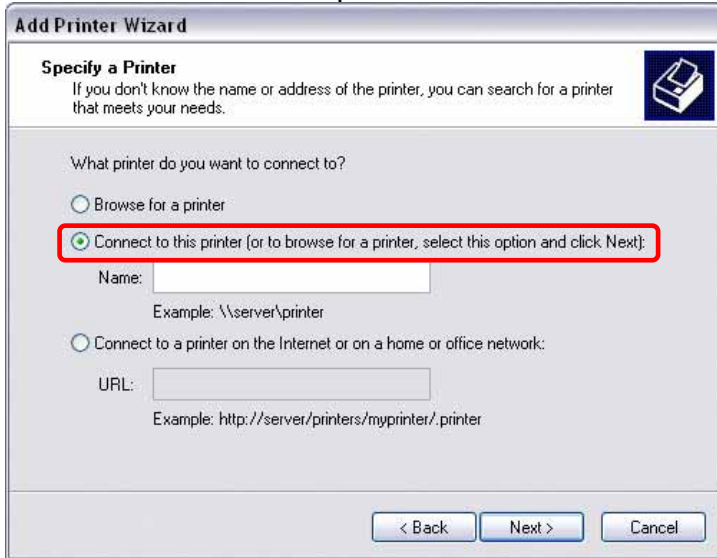 Add Printer Wizard
Specify a Printer
If you don't know the name or address of the printer, you can search for a printer
that meets your needs.
What printer do you want to connect to?
Browse for a printer
Connect to this printer (or to browse for a printer, select this option and click Next):
Name:
Example: \\server\printer
Connect to a printer on the Internet or on a home or office network:
URL:
Example: http://server/printers/myprinter/.printer
< Back Next > Cancel